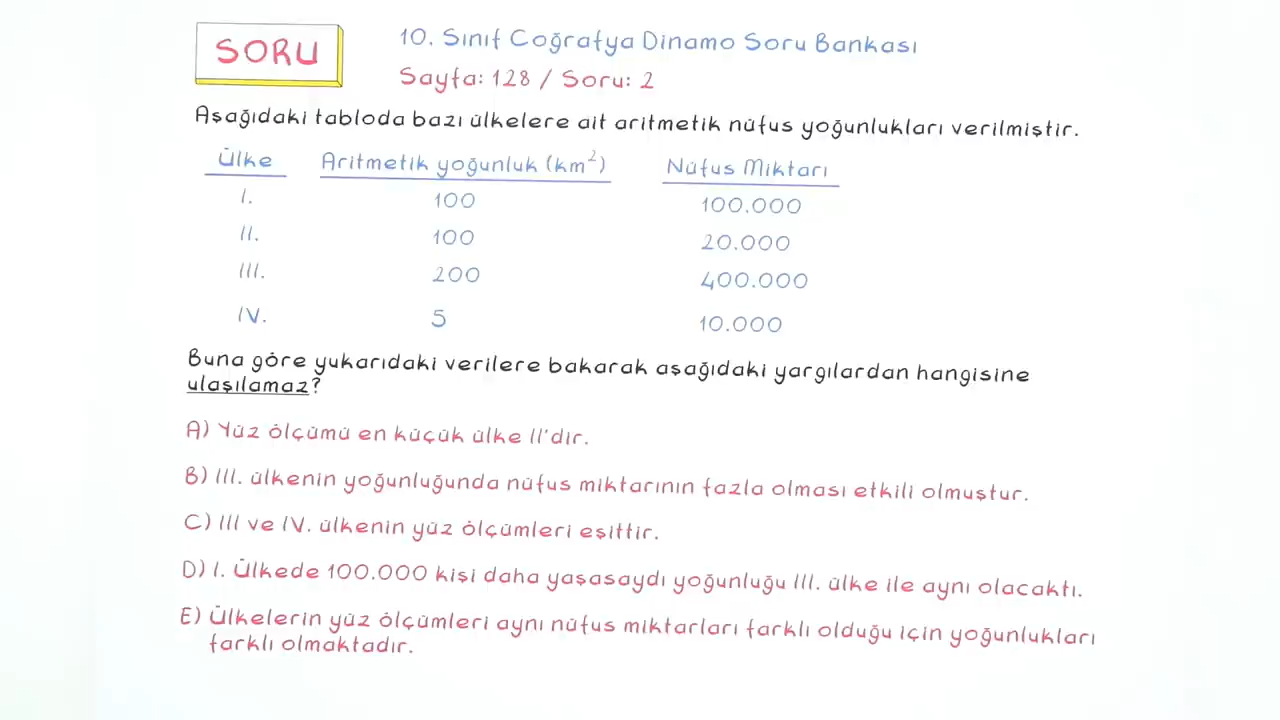 SORU
10. Sınıf Coğrafya Dinamo Soru Bankası
Sayfa: 128 / Soru: 2
Aşağıdaki tabloda bazı ülkelere ait aritmetik nüfus yoğunlukları verilmiştir.
Ülke Aritmetik yoğunluk (km²) Nüfus Miktarı
I. 100 100.000
II. 100 20.000
III. 200 400.000
IV. 5 10.000
Buna göre yukarıdaki verilere bakarak aşağıdaki yargılardan hangisine
ulaşılamaz?
A) Yüz ölçümü en küçük ülke II'dir.
B) III. ülkenin yoğunluğunda nüfus miktarının fazla olması etkili olmuştur.
C) III ve IV. ülkenin yüz ölçümleri eşittir.
D) I. Ülkede 100.000 kişi daha yaşasaydı yoğunluğu III. ülke ile aynı olacaktı.
E) Ülkelerin yüz ölçümleri aynı nüfus miktarları farklı olduğu için yoğunlukları
farklı olmaktadır.